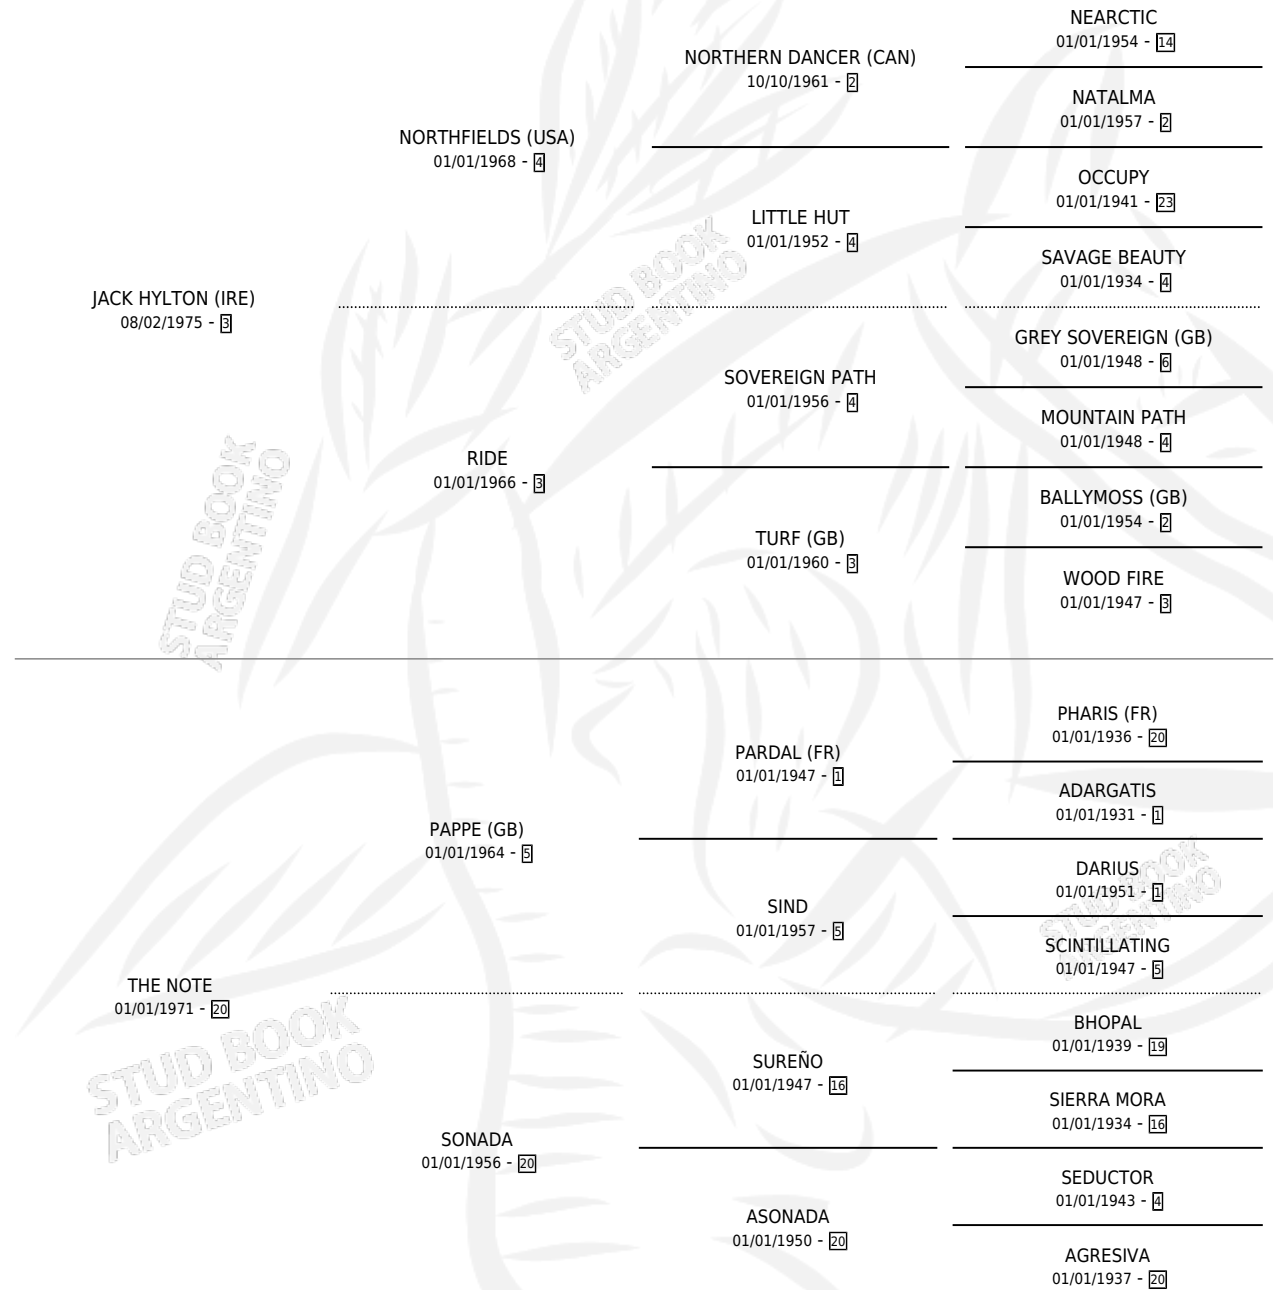 NEARCTIC
01/01/1954 - 14
NORTHERN DANCER (CAN)
10/10/1961 - 2
NATALMA
01/01/1957 - 2
NORTHFIELDS (USA)
01/01/1968 - 4
OCCUPY
01/01/1941 - 23
LITTLE HUT
01/01/1952 - 4
SAVAGE BEAUTY
01/01/1934 - 4
JACK HYLTON (IRE)
08/02/1975 - 3
GREY SOVEREIGN (GB)
01/01/1948 - 6
SOVEREIGN PATH
01/01/1956 - 4
MOUNTAIN PATH
01/01/1948 - 4
RIDE
01/01/1966 - 3
BALLYMOSS (GB)
01/01/1954 - 2
TURF (GB)
01/01/1960 - 3
WOOD FIRE
01/01/1947 - 3
PHARIS (FR)
01/01/1936 - 20
PARDAL (FR)
01/01/1947 - 1
ADARGATIS
01/01/1931 - 1
PAPPE (GB)
01/01/1964 - 5
DARIUS
01/01/1951 - 1
SIND
01/01/1957 - 5
SCINTILLATING
01/01/1947 - 5
THE NOTE
01/01/1971 - 20
BHOPAL
01/01/1939 - 19
SUREÑO
01/01/1947 - 16
SIERRA MORA
01/01/1934 - 16
SONADA
01/01/1956 - 20
SEDUCTOR
01/01/1943 - 4
ASONADA
01/01/1950 - 20
AGRESIVA
01/01/1937 - 20
STUD BOOK
ARGENTINO
STUD BOOK
ARGENTINO
STUD BOOK
ARGENTINO
STUD BOOK
ARGENTINO